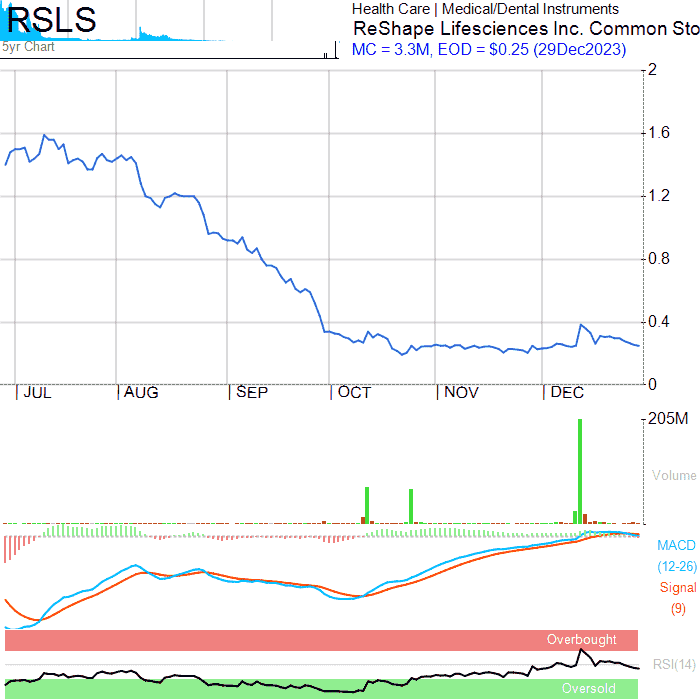 RSLS
5yr Chart
Health Care | Medical/Dental Instruments
ReShape Lifesciences Inc. Common Sto
MC = 3.3M, EOD = $0.25 (29Dec2023)
2
1.6
1.2
0.8
0.4
0
JUL AUG SEP OCT NOV DEC
205M
Volume
MACD
(12-26)
Signal
(9)
Overbought
RSI(14)
Oversold